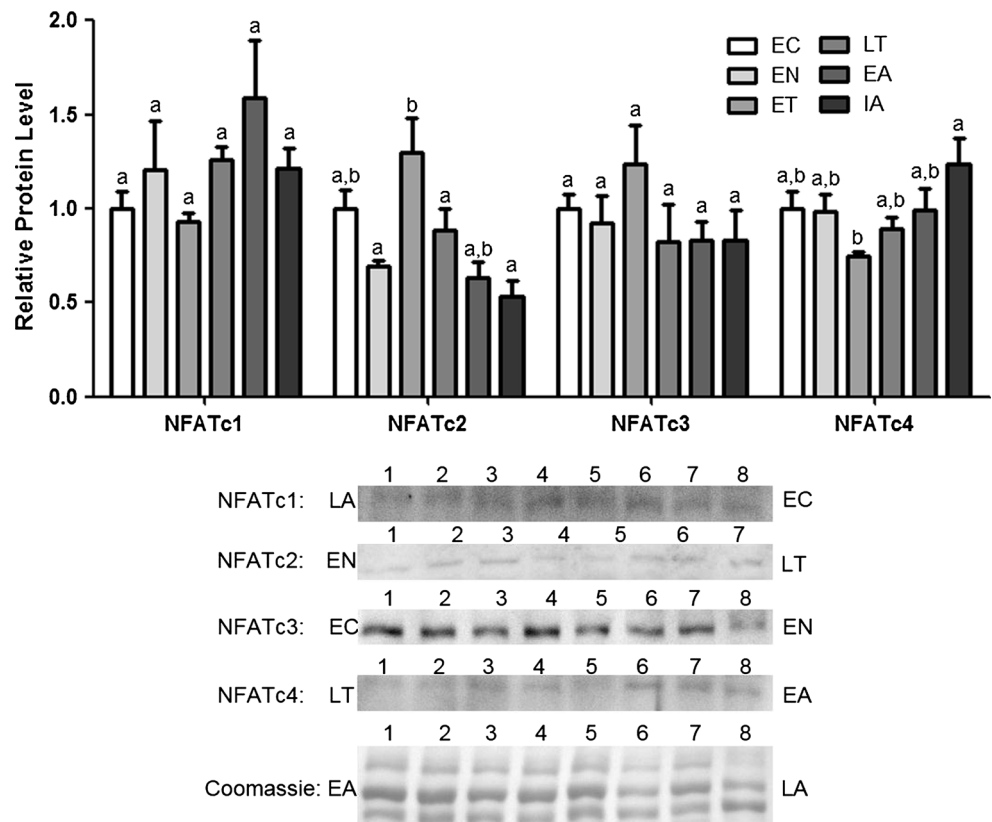 2.0
1.5
1.0
0.5
0.0
Relative Protein Level
EC LT
EN EA
ET IA
a a a a a a
a,b a b a a,b a
a a a a a a
a,b a,b b a,b a,b a
NFATc1 NFATc2 NFATc3 NFATc4
1 2 3 4 5 6 7 8
NFATc1: LA EC
1 2 3 4 5 6 7
NFATc2: EN LT
1 2 3 4 5 6 7 8
NFATc3: EC EN
1 2 3 4 5 6 7 8
NFATc4: LT EA
1 2 3 4 5 6 7 8
Coomassie: EA LA